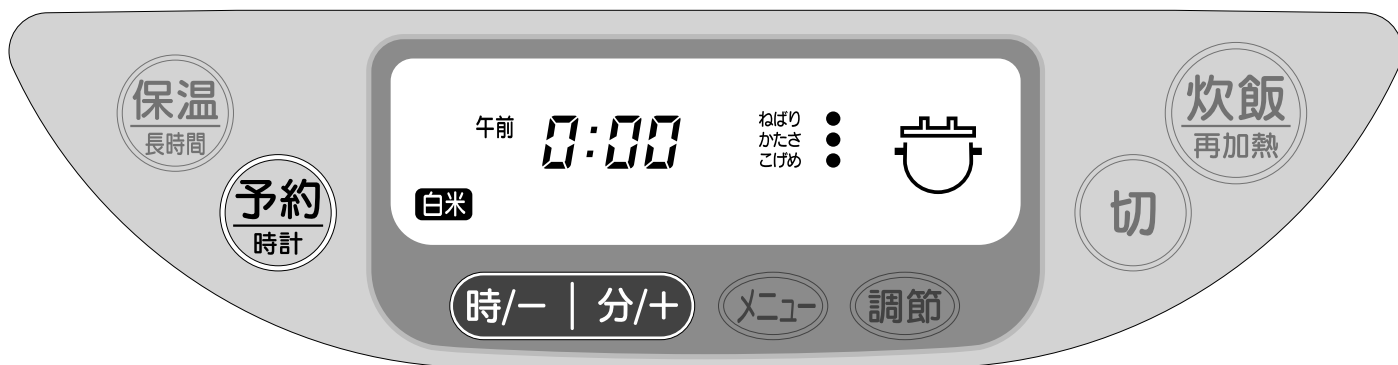 保温
長時間
予約
時計
午前 0:00
白米
ねばり
かたさ
こげめ
炊飯
再加熱
切
時/− | 分/+
メニュー
調節